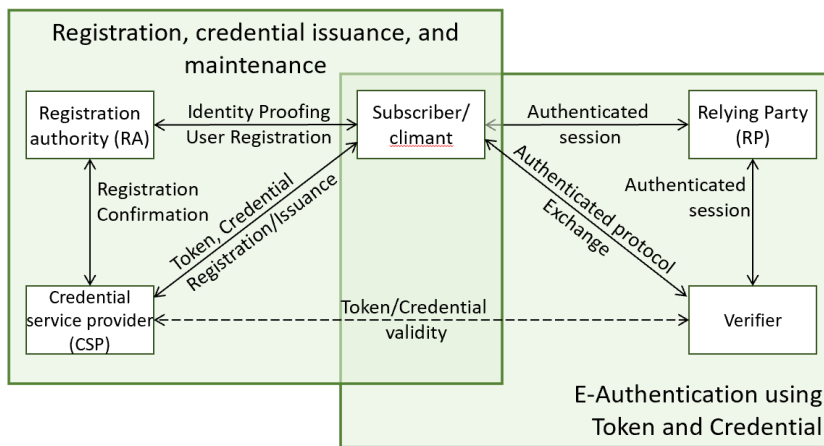 Registration, credential issuance, and
maintenance
Registration
authority (RA)
Identity Proofing
User Registration
Subscriber/
climant
Authenticated
session
Relying Party
(RP)
Registration
Confirmation
Token, Credential
Registration/Issuance
Authenticated protocol
Exchange
Authenticated
session
Credential
service provider
(CSP)
Token/Credential
validity
Verifier
E-Authentication using
Token and Credential